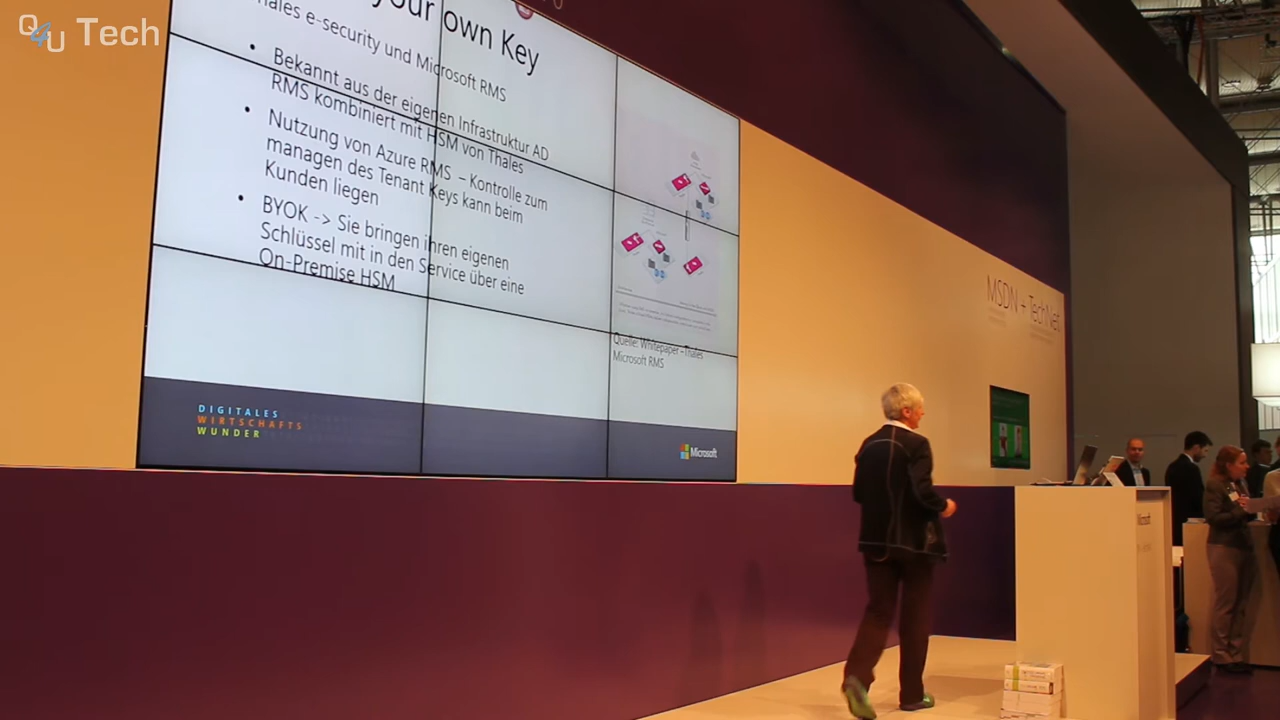 Q4U Tech
your own Key
hales e-security und Microsoft RMS
• Bekannt aus der eigenen Infrastruktur AD
RMS kombiniert mit HSM von Thales
• Nutzung von Azure RMS – Kontrolle zum
managen des Tenant Keys kann beim
Kunden liegen
• BYOK -> Sie bringen ihren eigenen
Schlüssel mit in den Service über eine
On-Premise HSM
Quelle: Whitepaper - Thales
Microsoft RMS
DIGITALES
WIRTSCHAFTS
WUNDER
Microsoft
MSDN + TechNet
Microsoft